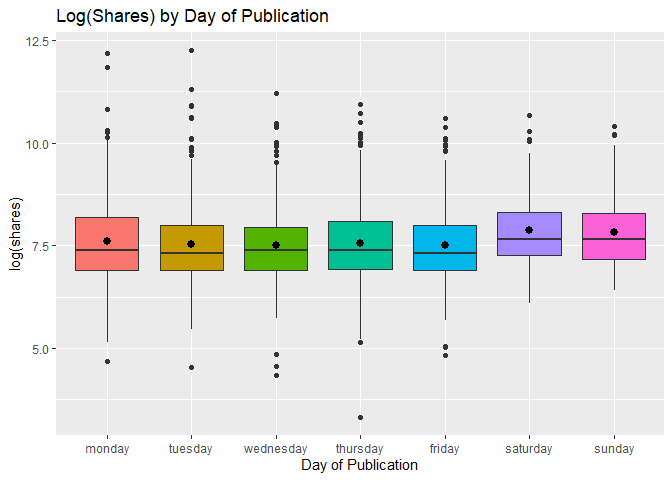 Log(Shares) by Day of Publication
12.5
10.0
7.5
5.0
log(shares)
monday tuesday wednesday thursday friday saturday sunday
Day of Publication